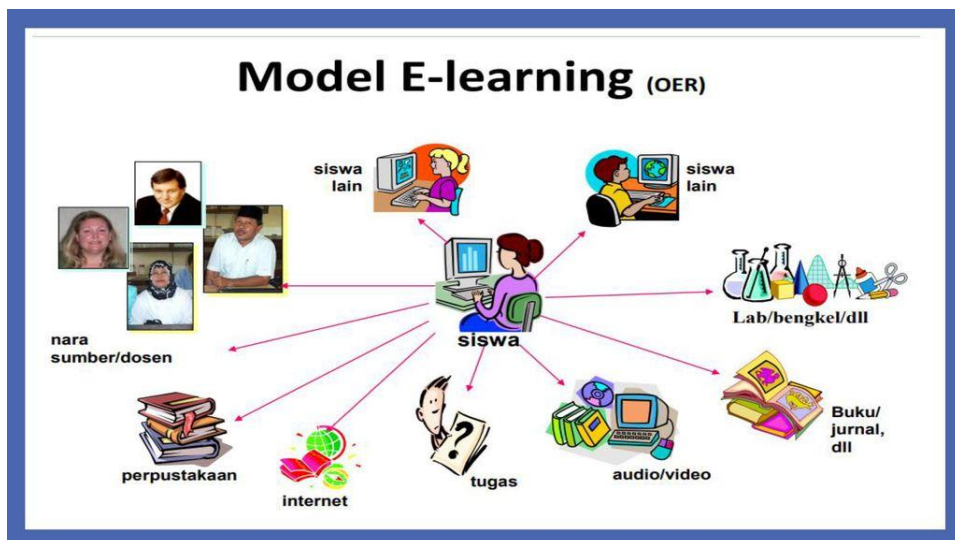 Model E-learning (OER)
siswa
lain
siswa
lain
nara
sumber/dosen
siswa
Lab/bengkel/dll
perpustakaan
internet
tugas
?
audio/video
Buku/
jurnal,
dll